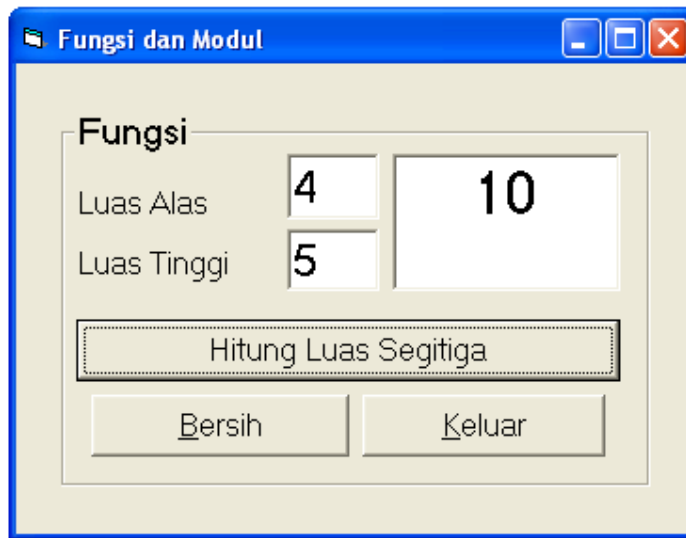 Fungsi dan Modul
Fungsi
Luas Alas 4 10
Luas Tinggi 5
Hitung Luas Segitiga
Bersih Keluar